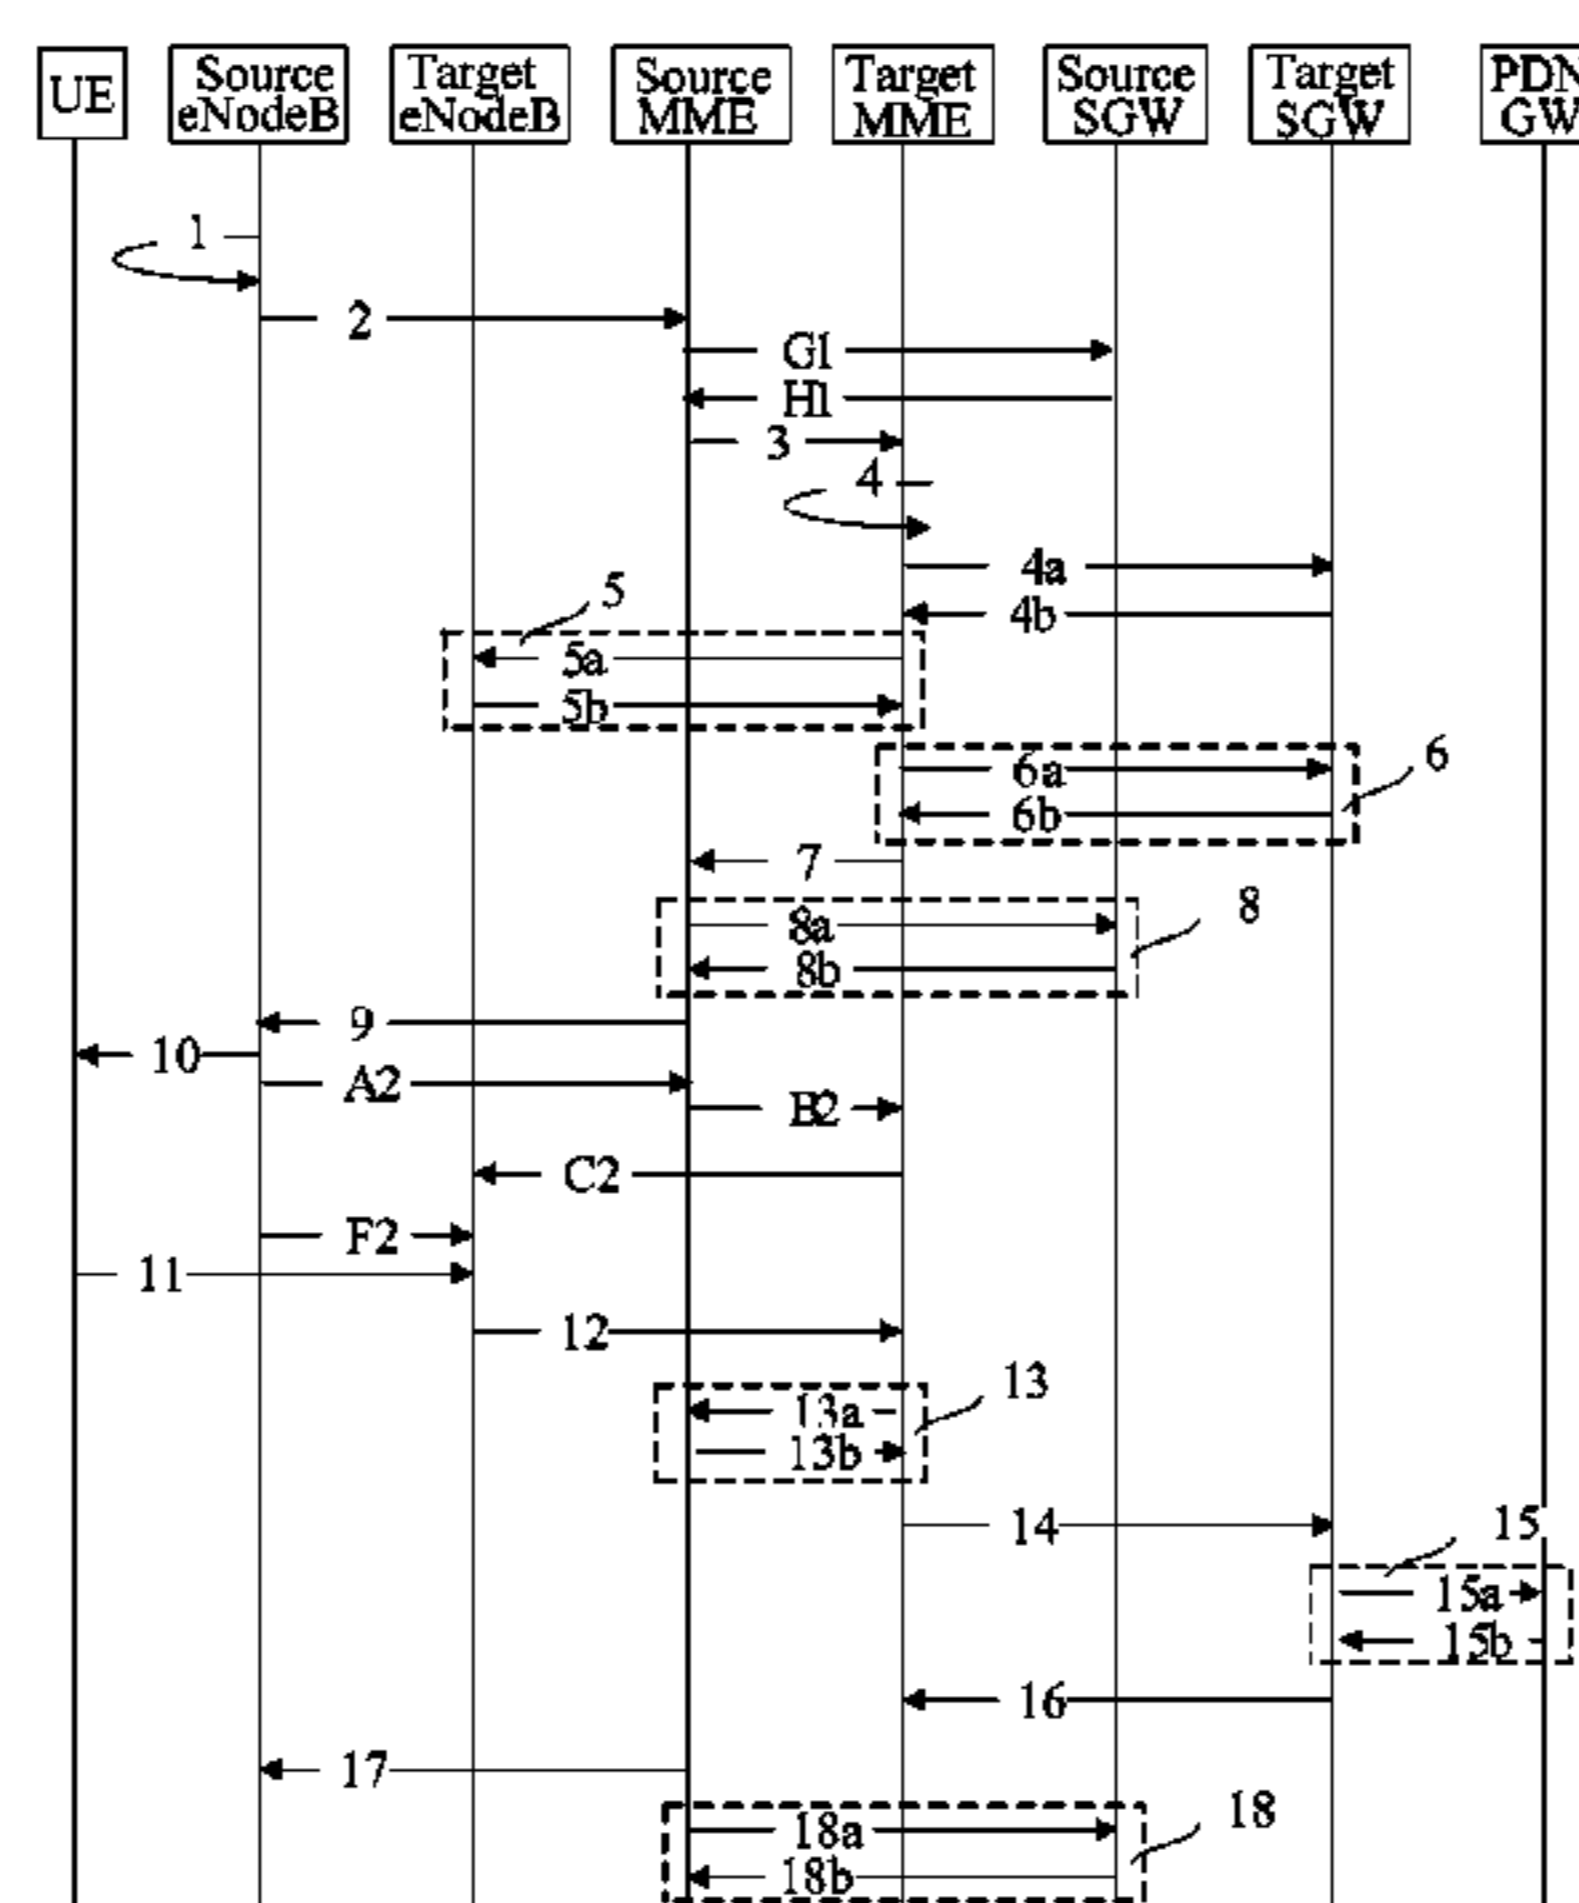 UE
Source
eNodeB
Target
eNodeB
Source
MME
Target
MME
Source
SGW
Target
SGW
PDN
GW
1
2
G1
H1
3
4
4a
4b
5
5a
5b
6a
6
6b
7
8
8a
8b
9
10
A2
B2
C2
F2
11
12
13
13a
13b
14
15
15a
15b
16
17
18
18a
18b